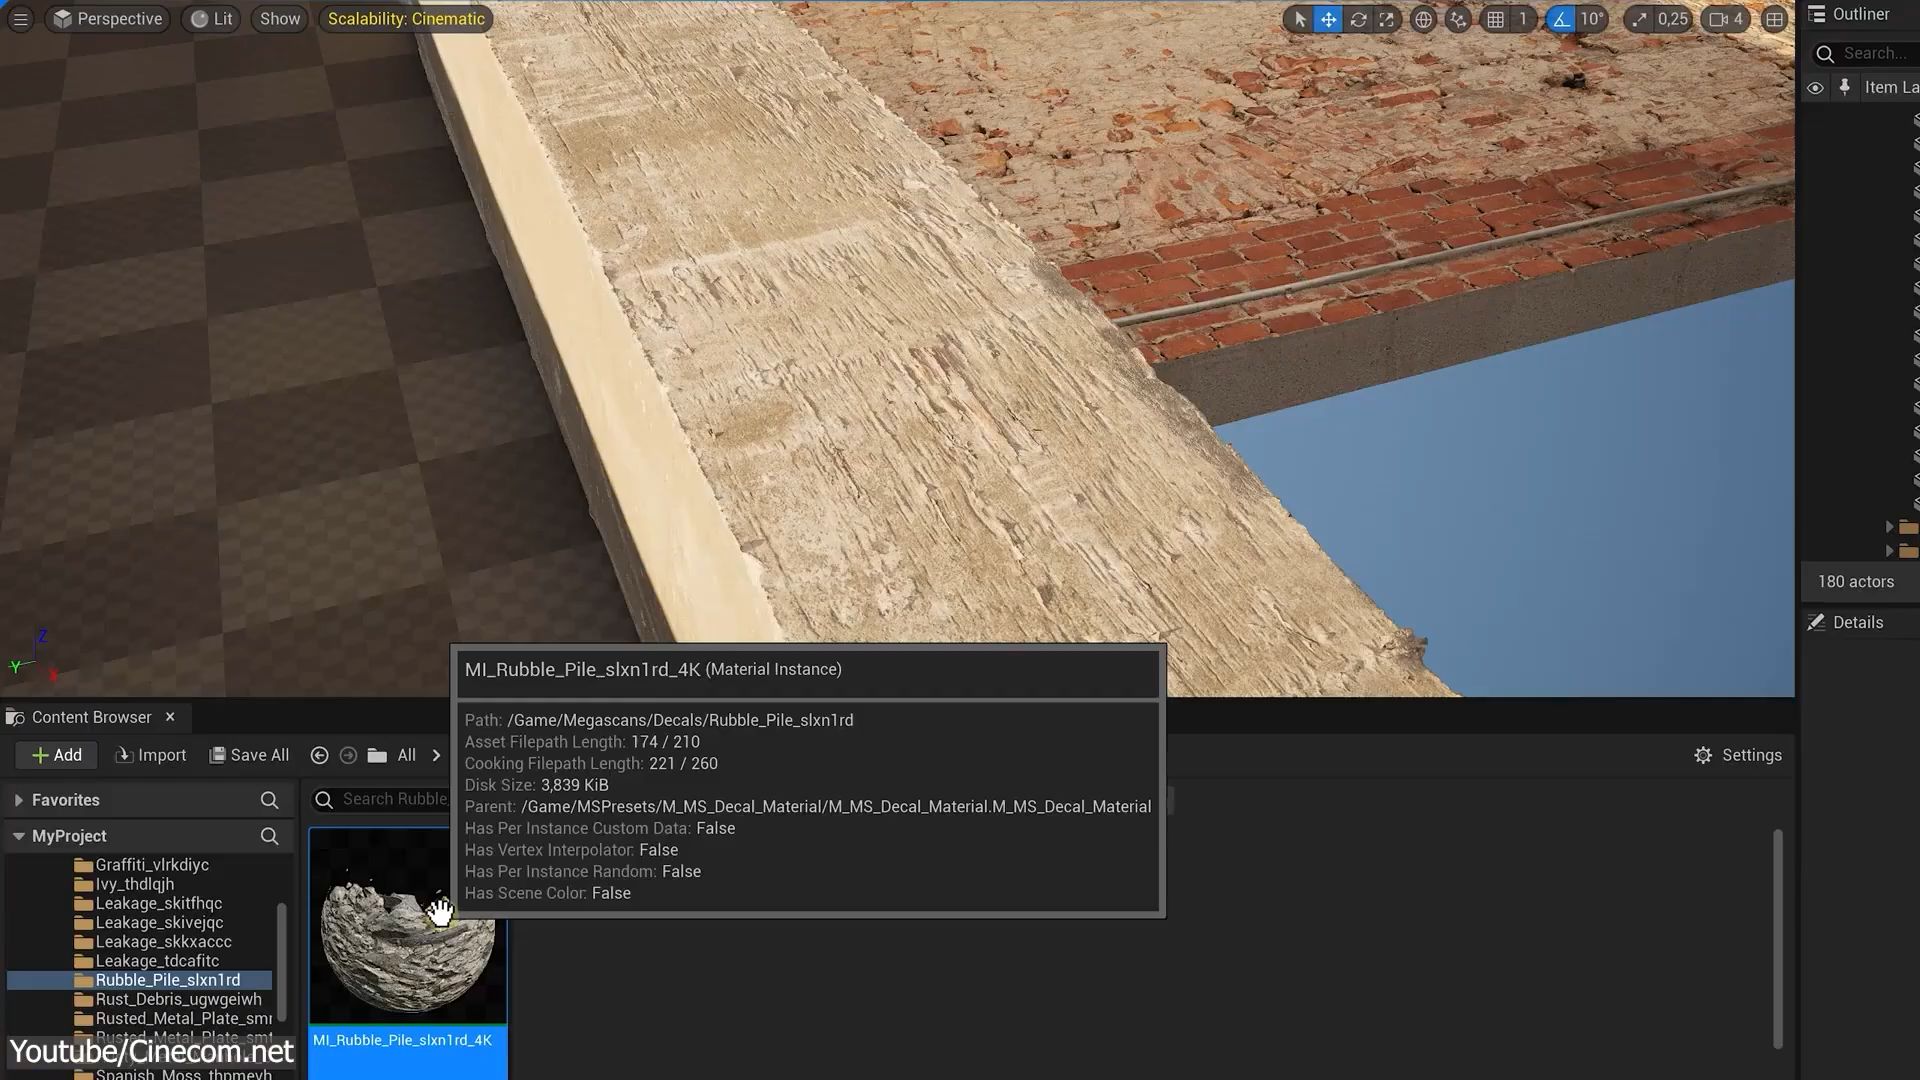 Perspective
Lit
Show
Scalability: Cinematic
1
10°
0,25
4
Outliner
Search...
Item La
180 actors
Details
Z
Y
X
MI_Rubble_Pile_slxn1rd_4K (Material Instance)
Path: /Game/Megascans/Decals/Rubble_Pile_slxn1rd
Asset Filepath Length: 174 / 210
Cooking Filepath Length: 221 / 260
Disk Size: 3,839 KiB
Parent: /Game/MSPresets/M_MS_Decal_Material/M_MS_Decal_Material.M_MS_Decal_Material
Has Per Instance Custom Data: False
Has Vertex Interpolator: False
Has Per Instance Random: False
Has Scene Color: False
Content Browser
Add
Import
Save All
All
Settings
Favorites
Search Rubble
MyProject
Graffiti_vlrkdiyc
Ivy_thdlqjh
Leakage_skitfhqc
Leakage_skivejqc
Leakage_skkxaccc
Leakage_tdcafitc
Rubble_Pile_slxn1rd
Rust_Debris_ugwgeiwh
Rusted_Metal_Plate_smr
Rusted_Metal_Plate_smt
Spanish_Moss_thpmevh
MI_Rubble_Pile_slxn1rd_4K
Youtube/Cinecom.net